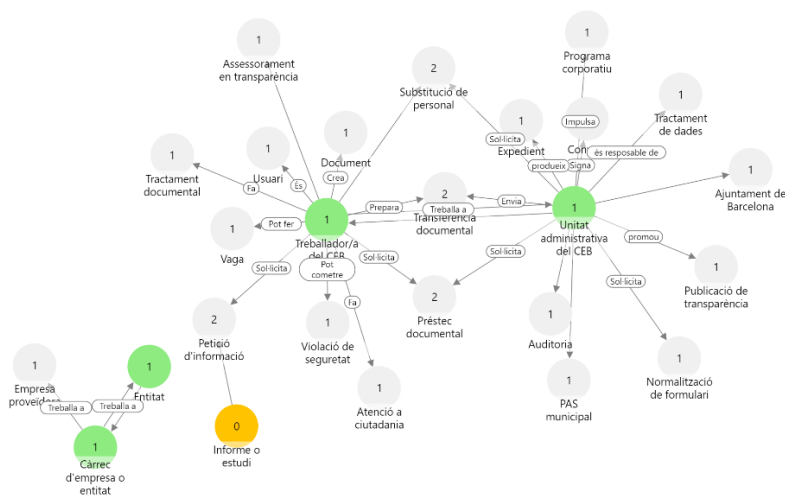 1
Assessorament
en transparència
1
Programa
corporatiu
2
Substitució de
personal
1
Tractament
de dades
1
Tractament
documental
1
Usuari
1
Document
1
Expedient
Impulsa
Con
Sol·licita
ès resposable de
produeix
Signa
1
Ajuntament de
Barcelona
Fa
És
Crea
Prepara
2
Transferència
documental
Envia
Treballa a
1
Treballador/a
del CEB
1
Unitat
administrativa
del CEB
1
Vaga
Pot fer
promou
1
Publicació de
transparència
Sol·licita
Pot
cometre
Sol·licita
Sol·licita
Sol·licita
2
Petició
d'informació
1
Violació de
seguretat
Fa
2
Préstec
documental
1
Auditoria
1
Normalització
de formulari
1
Empresa
proveïdora
1
Entitat
Treballa a
Treballa a
1
Càrrec
d'empresa o
entitat
0
Informe o
estudi
1
Atenció a
ciutadania
1
PAS
municipal